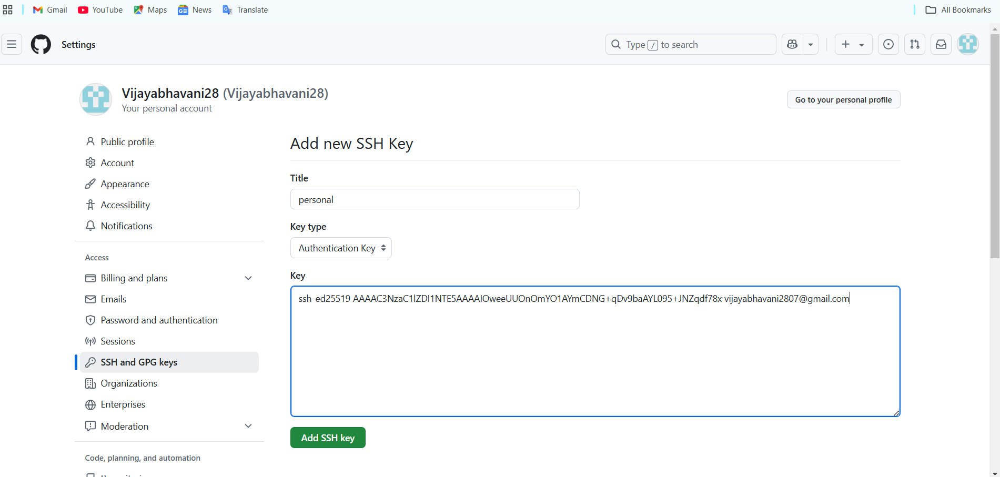 Gmail YouTube Maps News Translate All Bookmarks
Settings Type / to search
Vijayabhavani28 (Vijayabhavani28)
Your personal account
Go to your personal profile
Public profile
Account
Appearance
Accessibility
Notifications
Access
Billing and plans
Emails
Password and authentication
Sessions
SSH and GPG keys
Organizations
Enterprises
Moderation
Code, planning, and automation
Add new SSH Key
Title
personal
Key type
Authentication Key
Key
ssh-ed25519 AAAAC3NzaC1lZDI1NTE5AAAAIOweeUUOnOmYO1AYmCDNG+qDv9baAYL095+JNZqdf78x vijayabhavani2807@gmail.com
Add SSH key